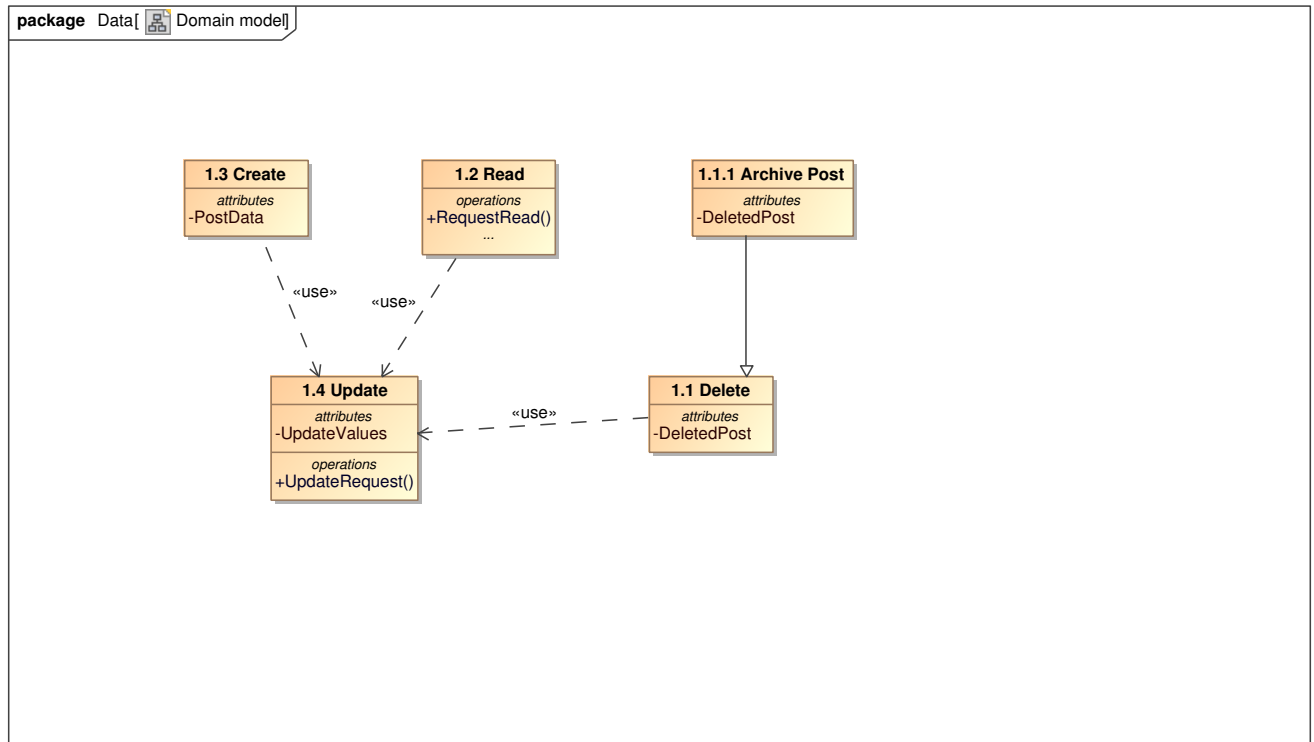 package Data[ Domain model]
1.3 Create
attributes
-PostData
1.2 Read
operations
+RequestRead()
...
1.1.1 Archive Post
attributes
-DeletedPost
«use»
«use»
1.4 Update
attributes
-UpdateValues
operations
+UpdateRequest()
«use»
1.1 Delete
attributes
-DeletedPost